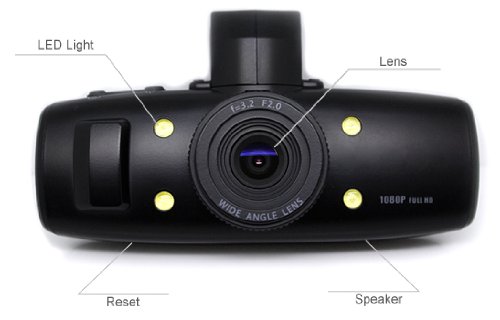 LED Light
Lens
f=3.2 F2.0
WIDE ANGLE LENS
1080P FULL HD
Reset
Speaker